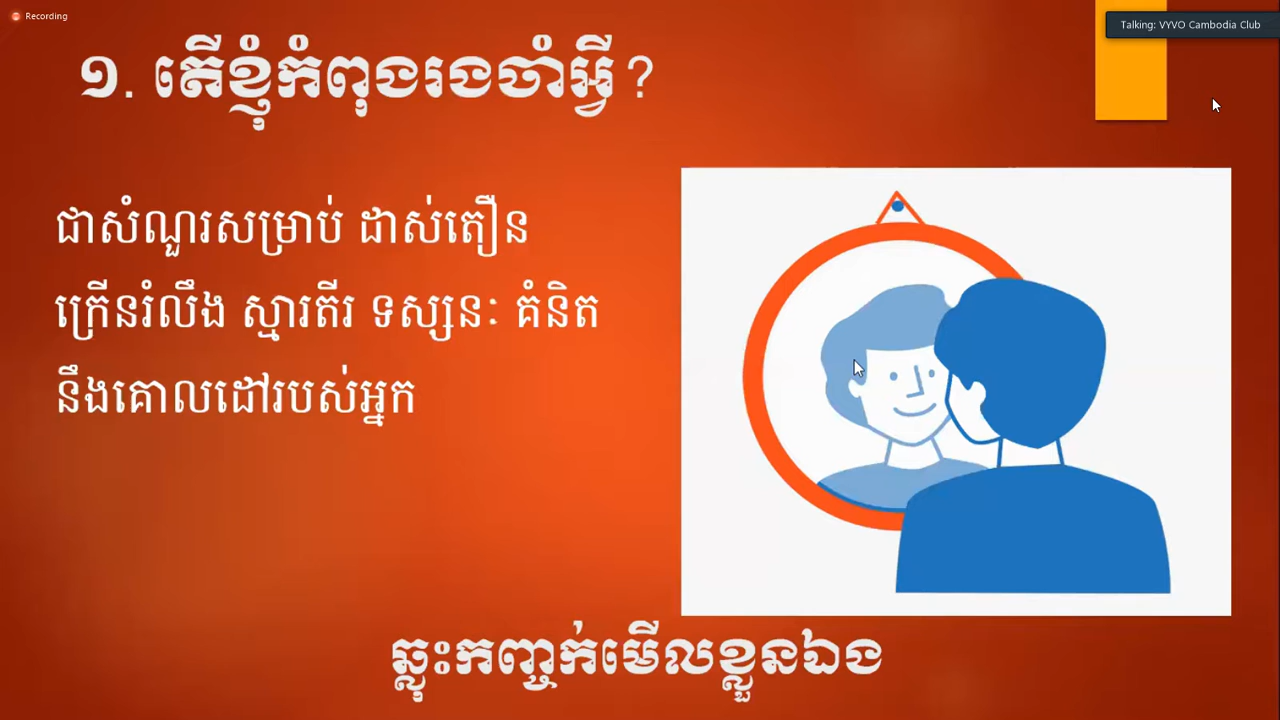 Recording
Talking: VYVO Cambodia Club
១. តើខ្ញុំកំពុងរងចាំអ្វី?
ជាសំណួរសម្រាប់ ដាស់តឿន
ក្រើនរំលឹង ស្មារតីរ ទស្សនៈ គំនិត
នឹងគោលដៅរបស់អ្នក
ឆ្លុះកញ្ចក់មើលខ្លួនឯង